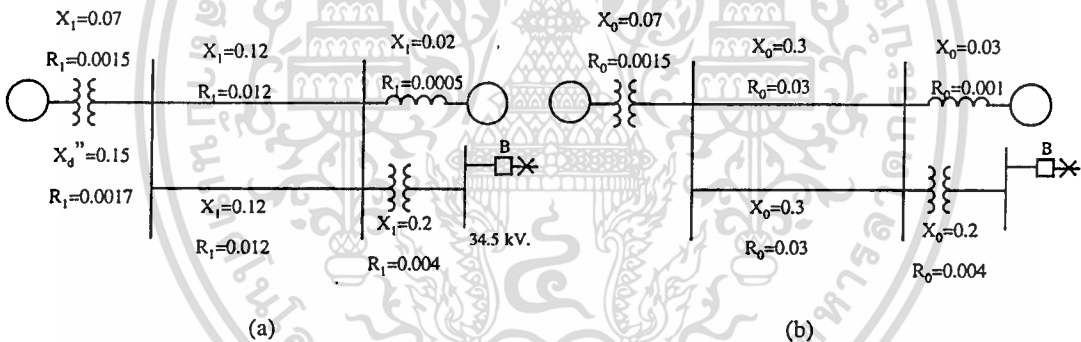 X1=0.07
R1=0.0015
Xd"=0.15
R1=0.0017
X1=0.12
R1=0.012
X1=0.12
R1=0.012
X1=0.02
R1=0.0005
X1=0.2
R1=0.004
B
34.5 kV.
(a)
X0=0.07
R0=0.0015
X0=0.3
R0=0.03
X0=0.3
R0=0.03
X0=0.03
R0=0.001
X0=0.2
R0=0.004
B
(b)